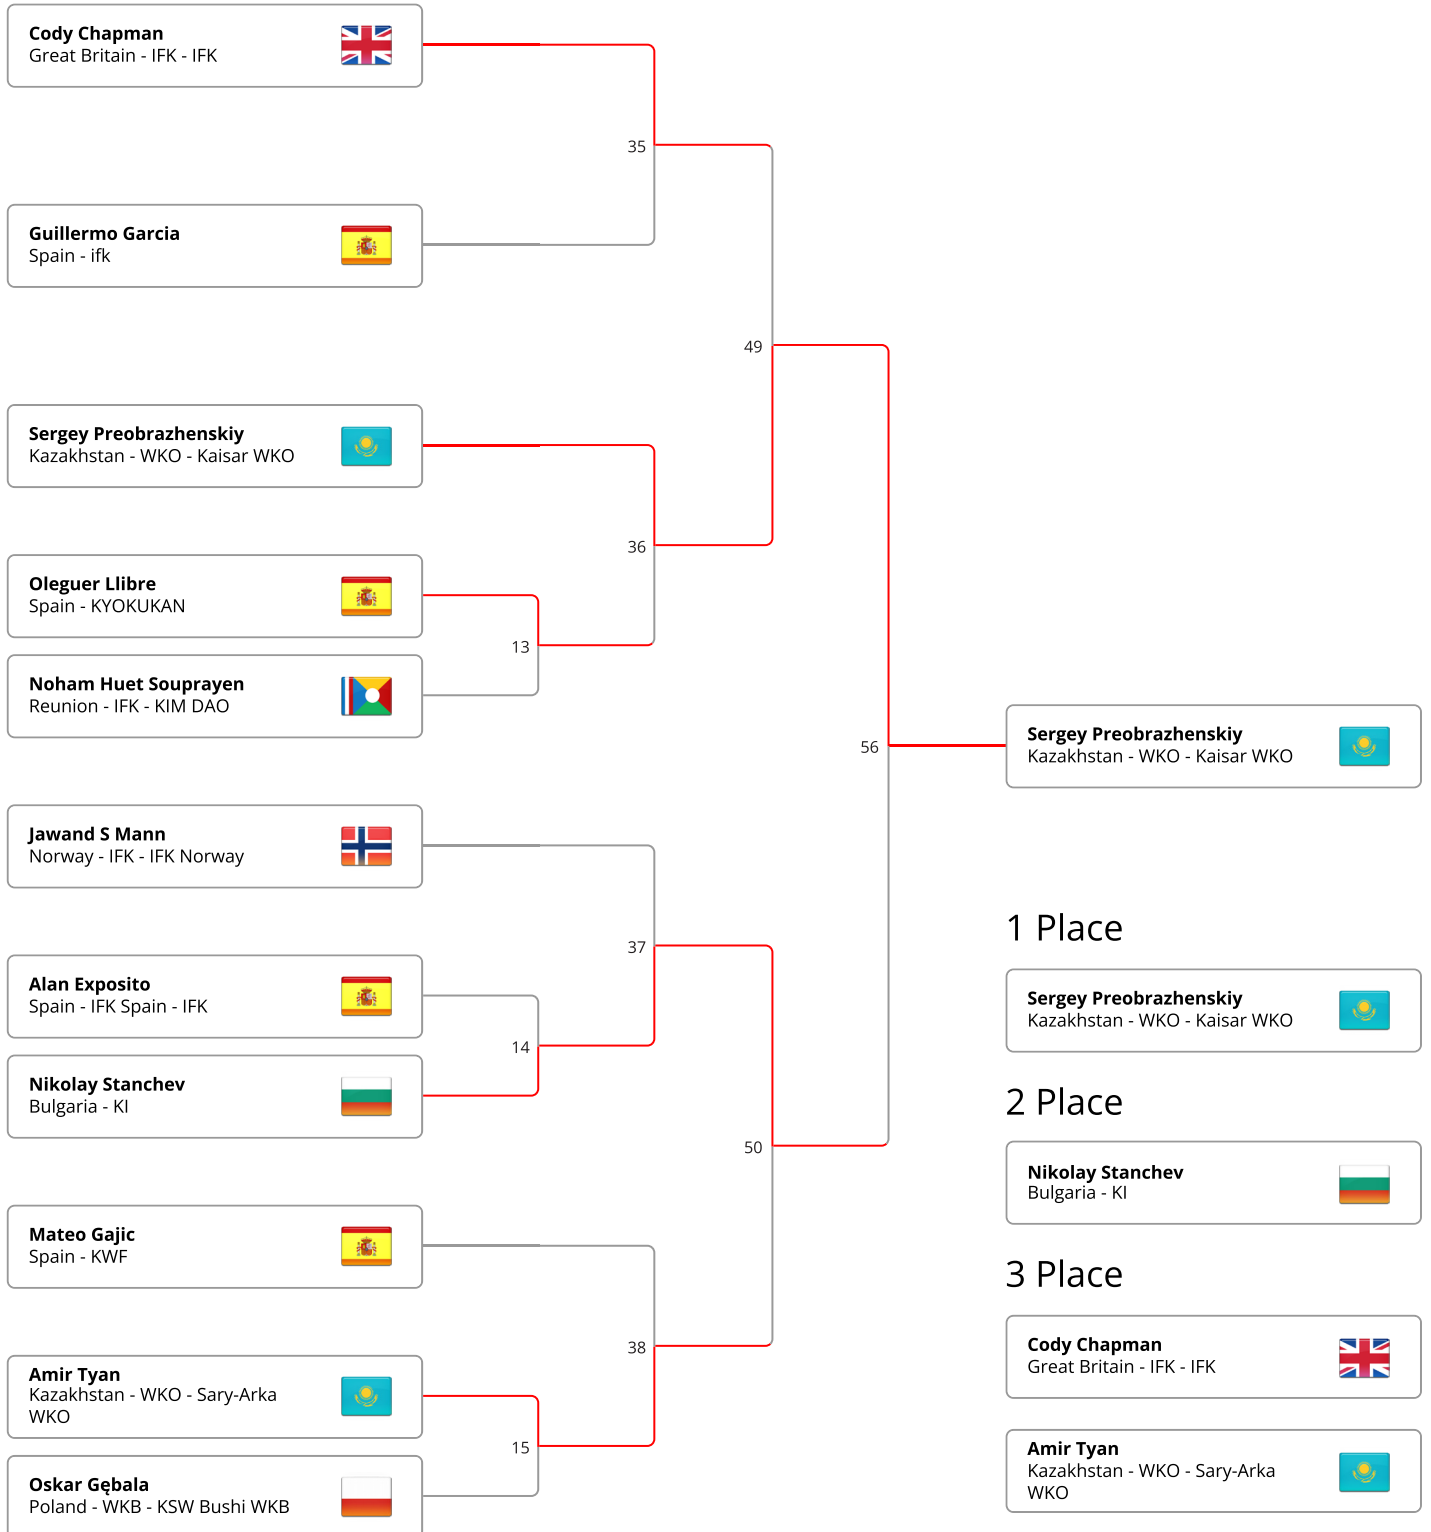 Cody Chapman
Great Britain - IFK - IFK
35
Guillermo Garcia
Spain - ifk
49
Sergey Preobrazhenskiy
Kazakhstan - WKO - Kaisar WKO
36
Oleguer Llibre
Spain - KYOKUKAN
13
Noham Huet Souprayen
Reunion - IFK - KIM DAO
56
Sergey Preobrazhenskiy
Kazakhstan - WKO - Kaisar WKO
Jawand S Mann
Norway - IFK - IFK Norway
37
Alan Exposito
Spain - IFK Spain - IFK
14
Nikolay Stanchev
Bulgaria - KI
50
Mateo Gajic
Spain - KWF
38
Amir Tyan
Kazakhstan - WKO - Sary-Arka
WKO
15
Oskar Gębala
Poland - WKB - KSW Bushi WKB
1 Place
Sergey Preobrazhenskiy
Kazakhstan - WKO - Kaisar WKO
2 Place
Nikolay Stanchev
Bulgaria - KI
3 Place
Cody Chapman
Great Britain - IFK - IFK
Amir Tyan
Kazakhstan - WKO - Sary-Arka
WKO